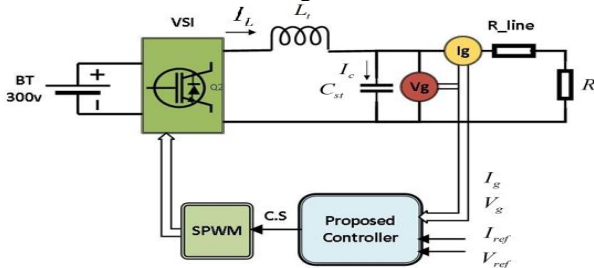 VSI
I_L
L_t
Ig
R_line
BT
300v
+
−
Q2
I_c
C_st
Vg
R
I_g
V_g
I_ref
V_ref
C.S
SPWM
Proposed
Controller